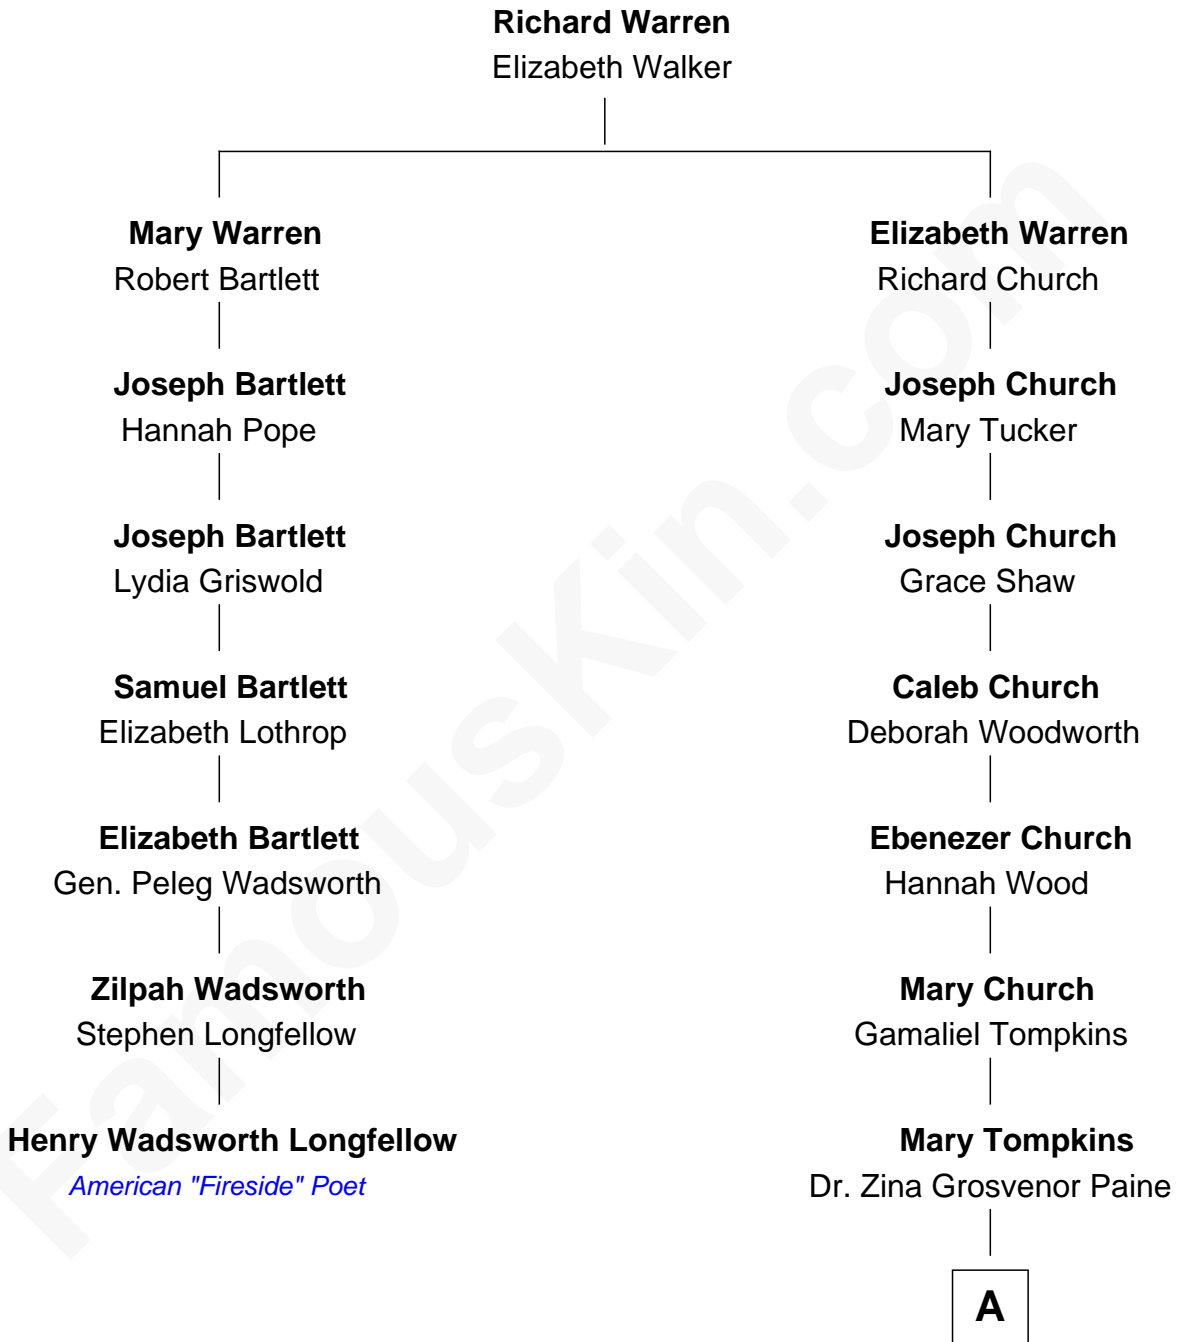 Richard Warren
Elizabeth Walker
Mary Warren
Robert Bartlett
Elizabeth Warren
Richard Church
Joseph Bartlett
Hannah Pope
Joseph Church
Mary Tucker
Joseph Bartlett
Lydia Griswold
Joseph Church
Grace Shaw
Samuel Bartlett
Elizabeth Lothrop
Caleb Church
Deborah Woodworth
Elizabeth Bartlett
Gen. Peleg Wadsworth
Ebenezer Church
Hannah Wood
Zilpah Wadsworth
Stephen Longfellow
Mary Church
Gamaliel Tompkins
Henry Wadsworth Longfellow
American "Fireside" Poet
Mary Tompkins
Dr. Zina Grosvenor Paine
A
FamousKin.com